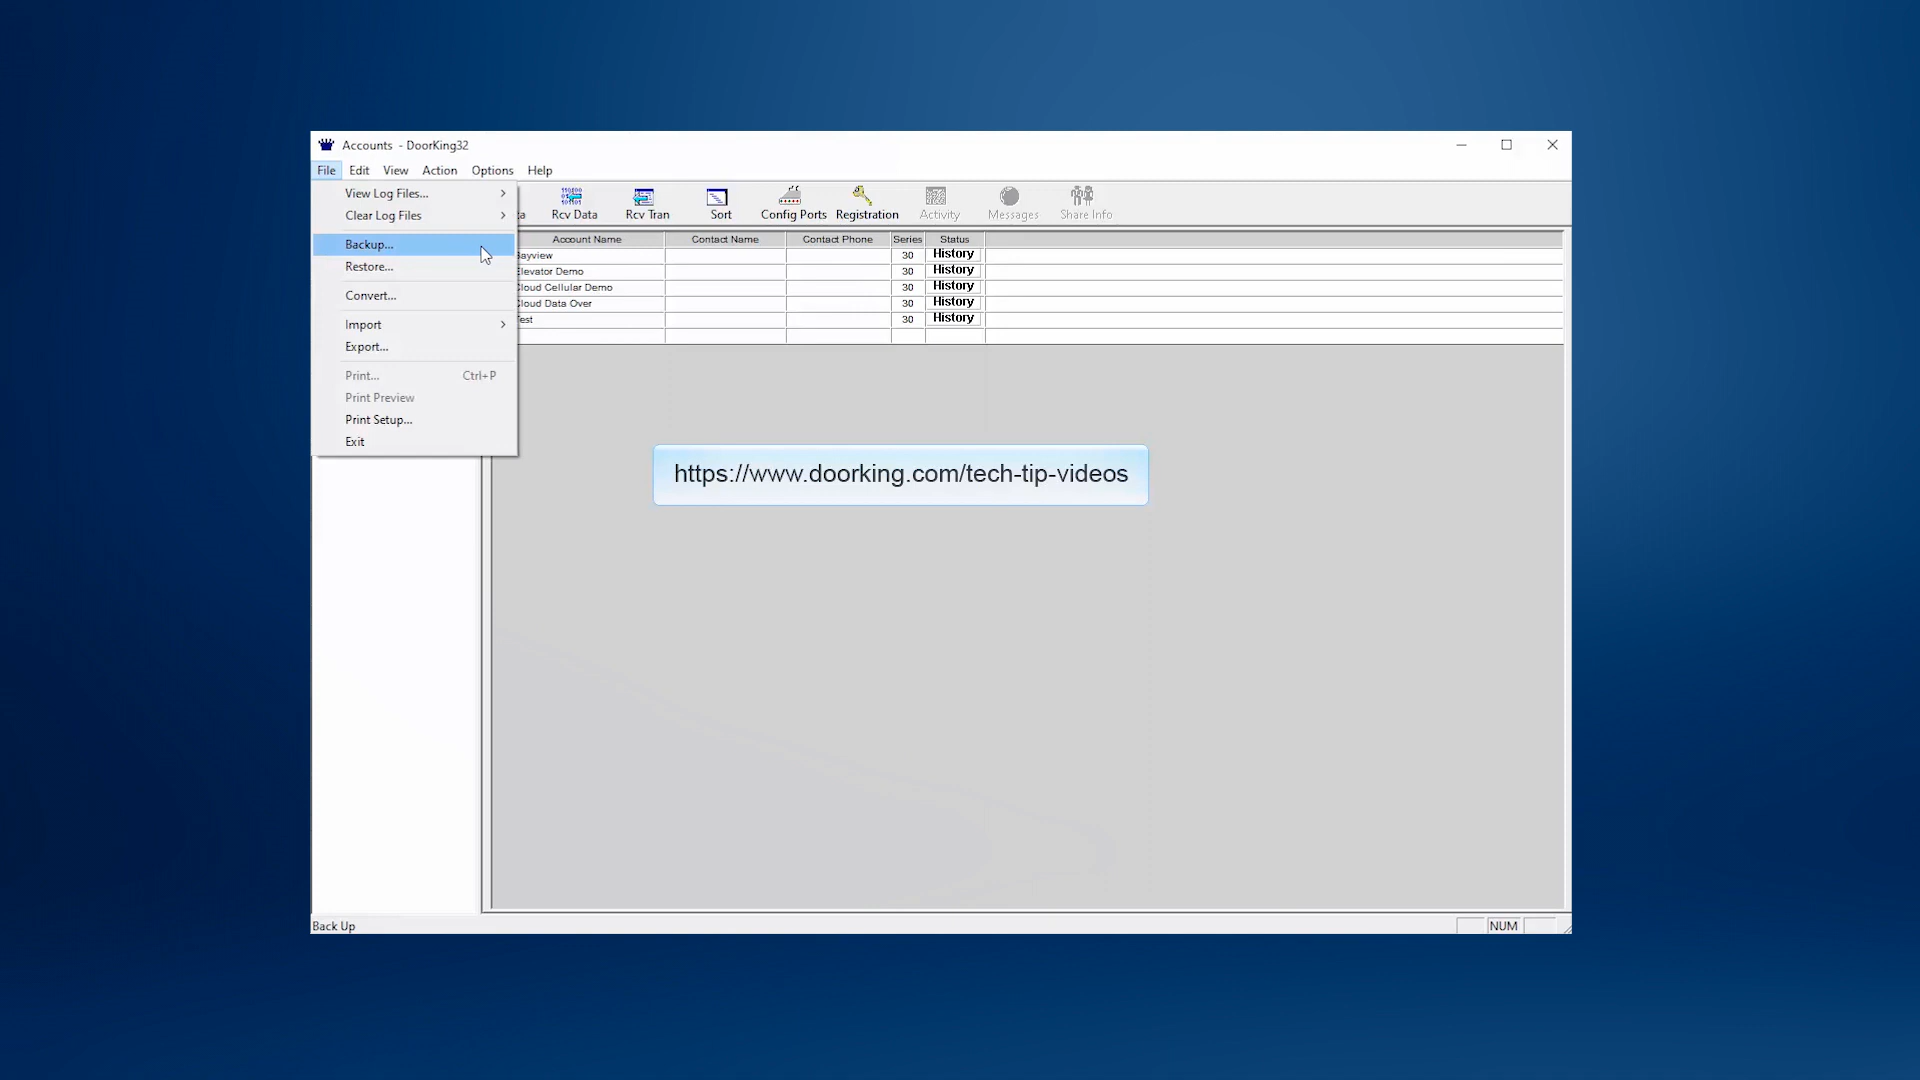 Accounts - DoorKing32
File Edit View Action Options Help
Rcv Data Rcv Tran Sort Config Ports Registration Activity Messages Share Info
View Log Files...
Clear Log Files
Backup...
Restore...
Convert...
Import
Export...
Print... Ctrl+P
Print Preview
Print Setup...
Exit
Account Name Contact Name Contact Phone Series Status
Bayview 30 History
Elevator Demo 30 History
Cloud Cellular Demo 30 History
Cloud Data Over 30 History
Test 30 History
https://www.doorking.com/tech-tip-videos
Back Up NUM